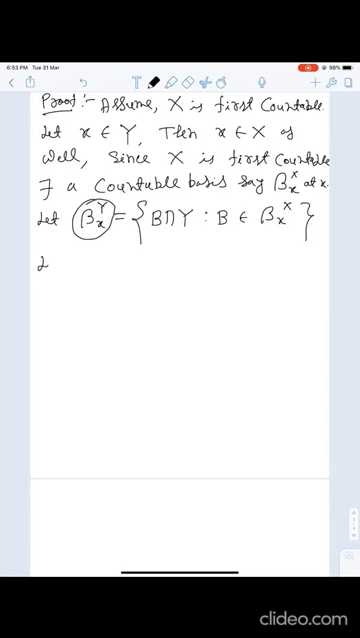 6:53 PM Tue 31 Mar
98%
Proof :- Assume, X is first Countable.
Let x ∈ Y, Then x ∈ X as
well, Since X is first Countable
∃ a Countable basis say β_x^X at x.
Let β_x^Y = { B∩Y : B ∈ β_x^X }
clideo.com